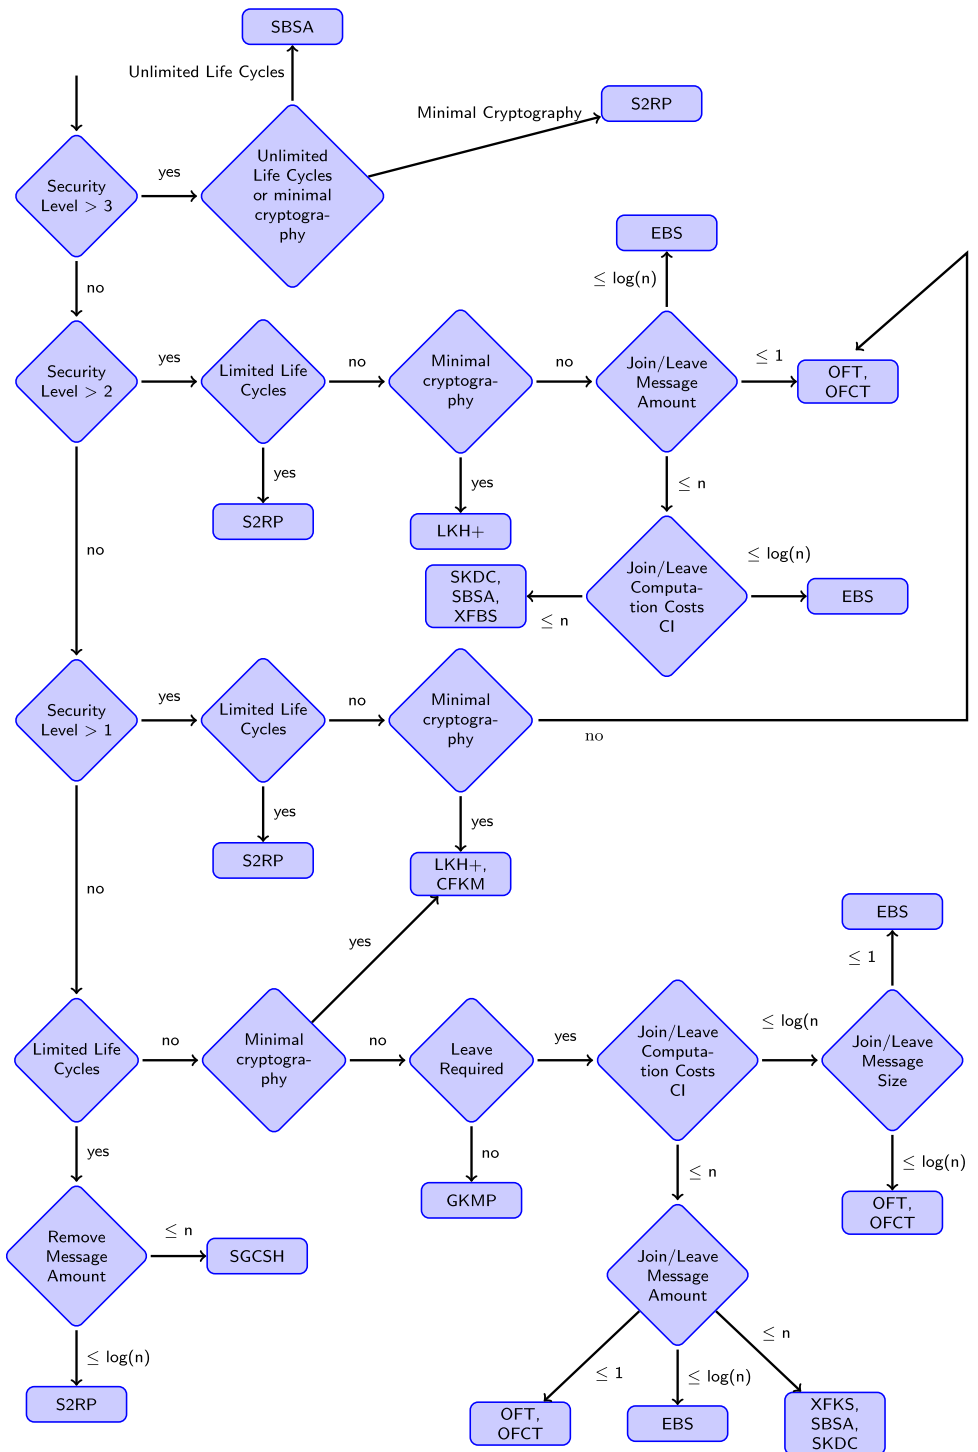 SBSA
Unlimited Life Cycles
Minimal Cryptography
S2RP
Security
Level > 3
yes
Unlimited
Life Cycles
or minimal
cryptogra-
phy
no
EBS
≤ log(n)
Security
Level > 2
yes
Limited Life
Cycles
no
Minimal
cryptogra-
phy
no
Join/Leave
Message
Amount
≤ 1
OFT,
OFCT
yes
S2RP
yes
LKH+
≤ n
no
SKDC,
SBSA,
XFBS
≤ n
Join/Leave
Computa-
tion Costs
CI
≤ log(n)
EBS
Security
Level > 1
yes
Limited Life
Cycles
no
Minimal
cryptogra-
phy
no
yes
S2RP
yes
LKH+,
CFKM
no
yes
EBS
≤ 1
Limited Life
Cycles
no
Minimal
cryptogra-
phy
no
Leave
Required
yes
Join/Leave
Computa-
tion Costs
CI
≤ log(n
Join/Leave
Message
Size
yes
no
GKMP
≤ n
≤ log(n)
OFT,
OFCT
Remove
Message
Amount
≤ n
SGCSH
Join/Leave
Message
Amount
≤ log(n)
S2RP
≤ 1
OFT,
OFCT
≤ log(n)
EBS
≤ n
XFKS,
SBSA,
SKDC